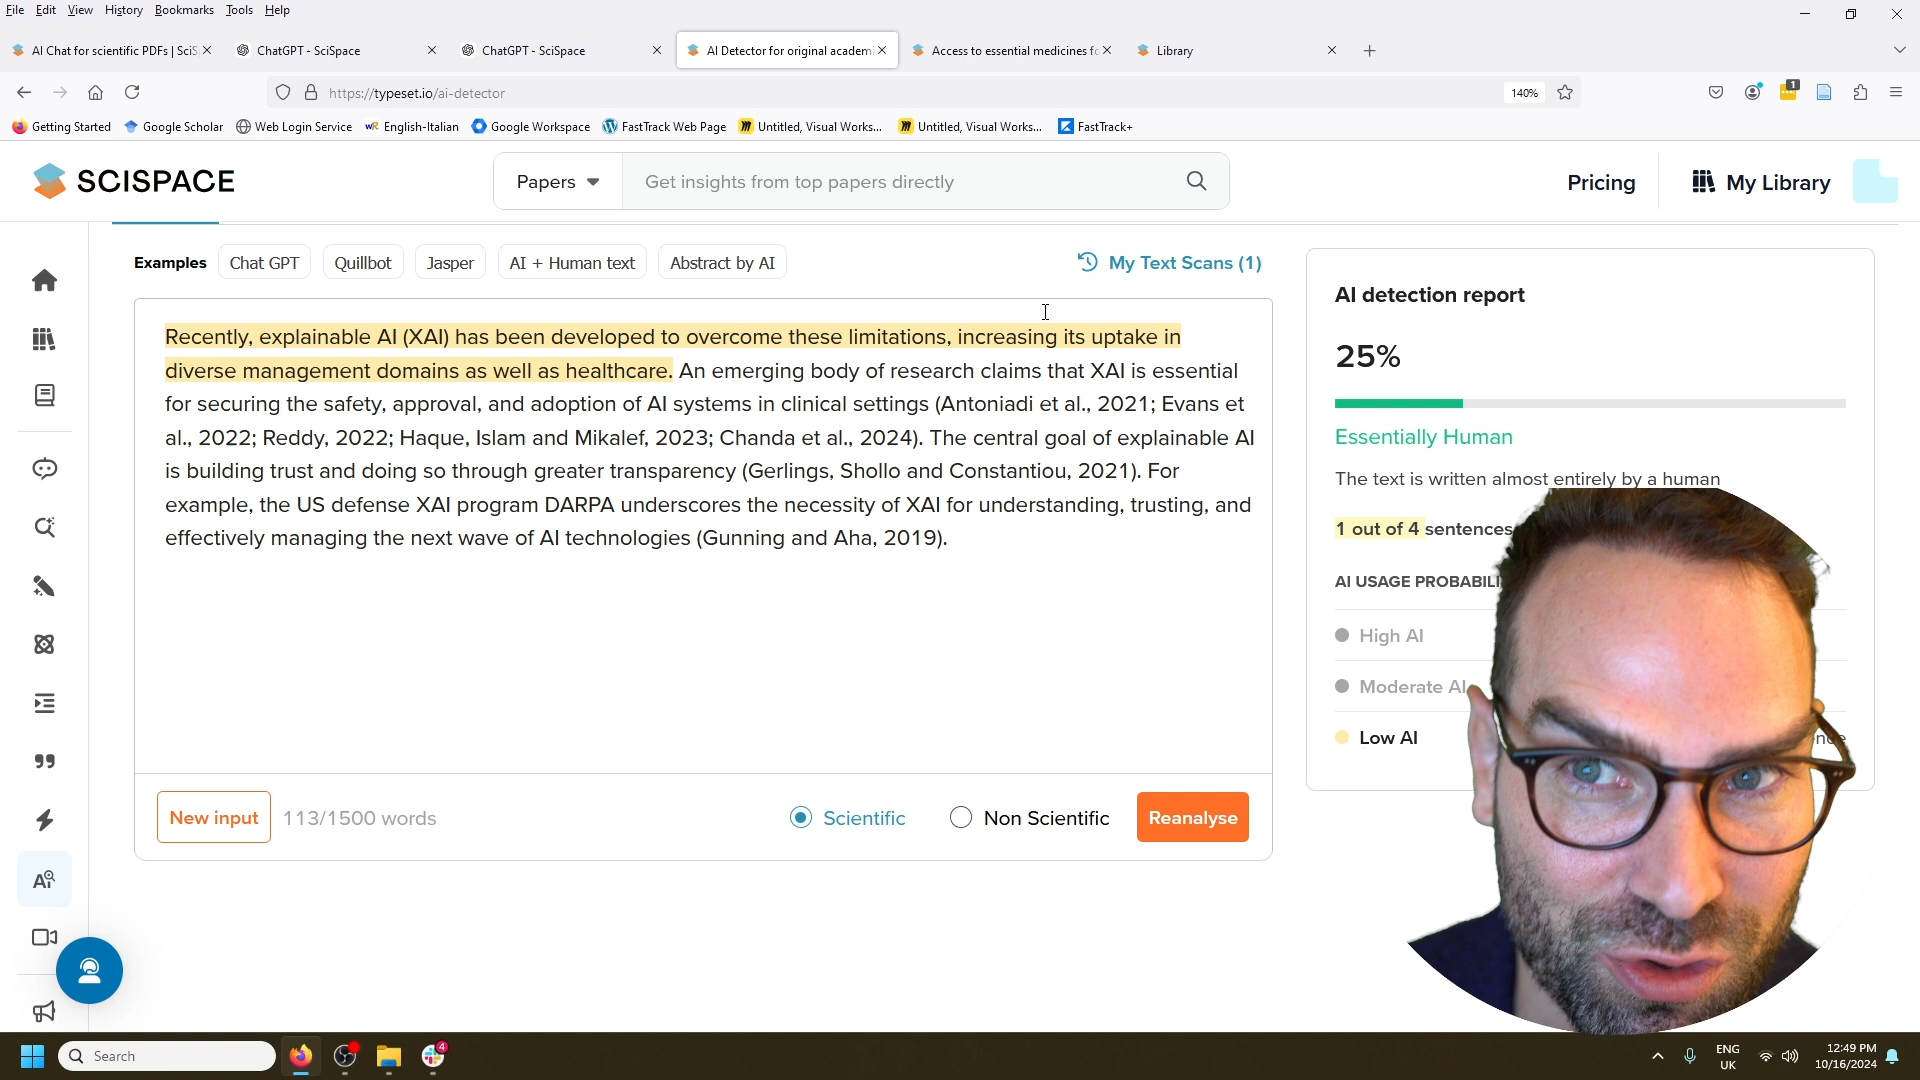 File Edit View History Bookmarks Tools Help
AI Chat for scientific PDFs | SciS
ChatGPT - SciSpace
ChatGPT - SciSpace
AI Detector for original academi
Access to essential medicines fo
Library
https://typeset.io/ai-detector
140%
1
Getting Started
Google Scholar
Web Login Service
English-Italian
Google Workspace
FastTrack Web Page
Untitled, Visual Works...
Untitled, Visual Works...
FastTrack+
SCISPACE
Papers
Get insights from top papers directly
Pricing
My Library
Examples
Chat GPT
Quillbot
Jasper
AI + Human text
Abstract by AI
My Text Scans (1)
Recently, explainable AI (XAI) has been developed to overcome these limitations, increasing its uptake in
diverse management domains as well as healthcare. An emerging body of research claims that XAI is essential
for securing the safety, approval, and adoption of AI systems in clinical settings (Antoniadi et al., 2021; Evans et
al., 2022; Reddy, 2022; Haque, Islam and Mikalef, 2023; Chanda et al., 2024). The central goal of explainable AI
is building trust and doing so through greater transparency (Gerlings, Shollo and Constantiou, 2021). For
example, the US defense XAI program DARPA underscores the necessity of XAI for understanding, trusting, and
effectively managing the next wave of AI technologies (Gunning and Aha, 2019).
New input
113/1500 words
Scientific
Non Scientific
Reanalyse
AI detection report
25%
Essentially Human
The text is written almost entirely by a human
1 out of 4 sentences
AI USAGE PROBABILI
High AI
Moderate AI
Low AI
Ai
Search
4
ENG
UK
12:49 PM
10/16/2024